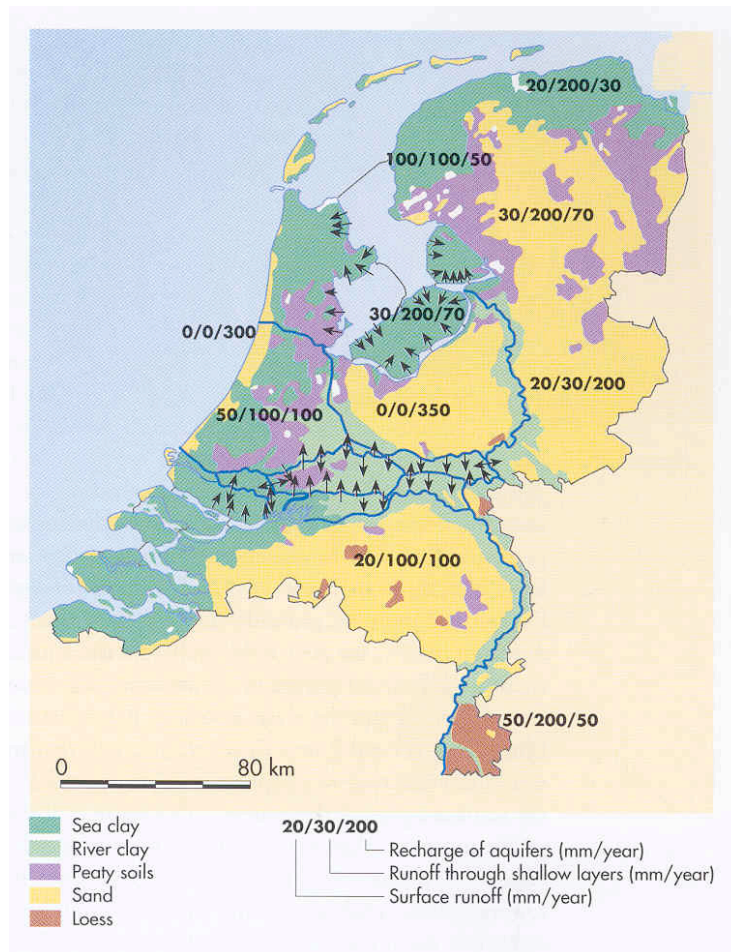 20/200/30
100/100/50
30/200/70
30/200/70
0/0/300
20/30/200
50/100/100
0/0/350
20/100/100
50/200/50
0 80 km
Sea clay
River clay
Peaty soils
Sand
Loess
20/30/200
Recharge of aquifers (mm/year)
Runoff through shallow layers (mm/year)
Surface runoff (mm/year)